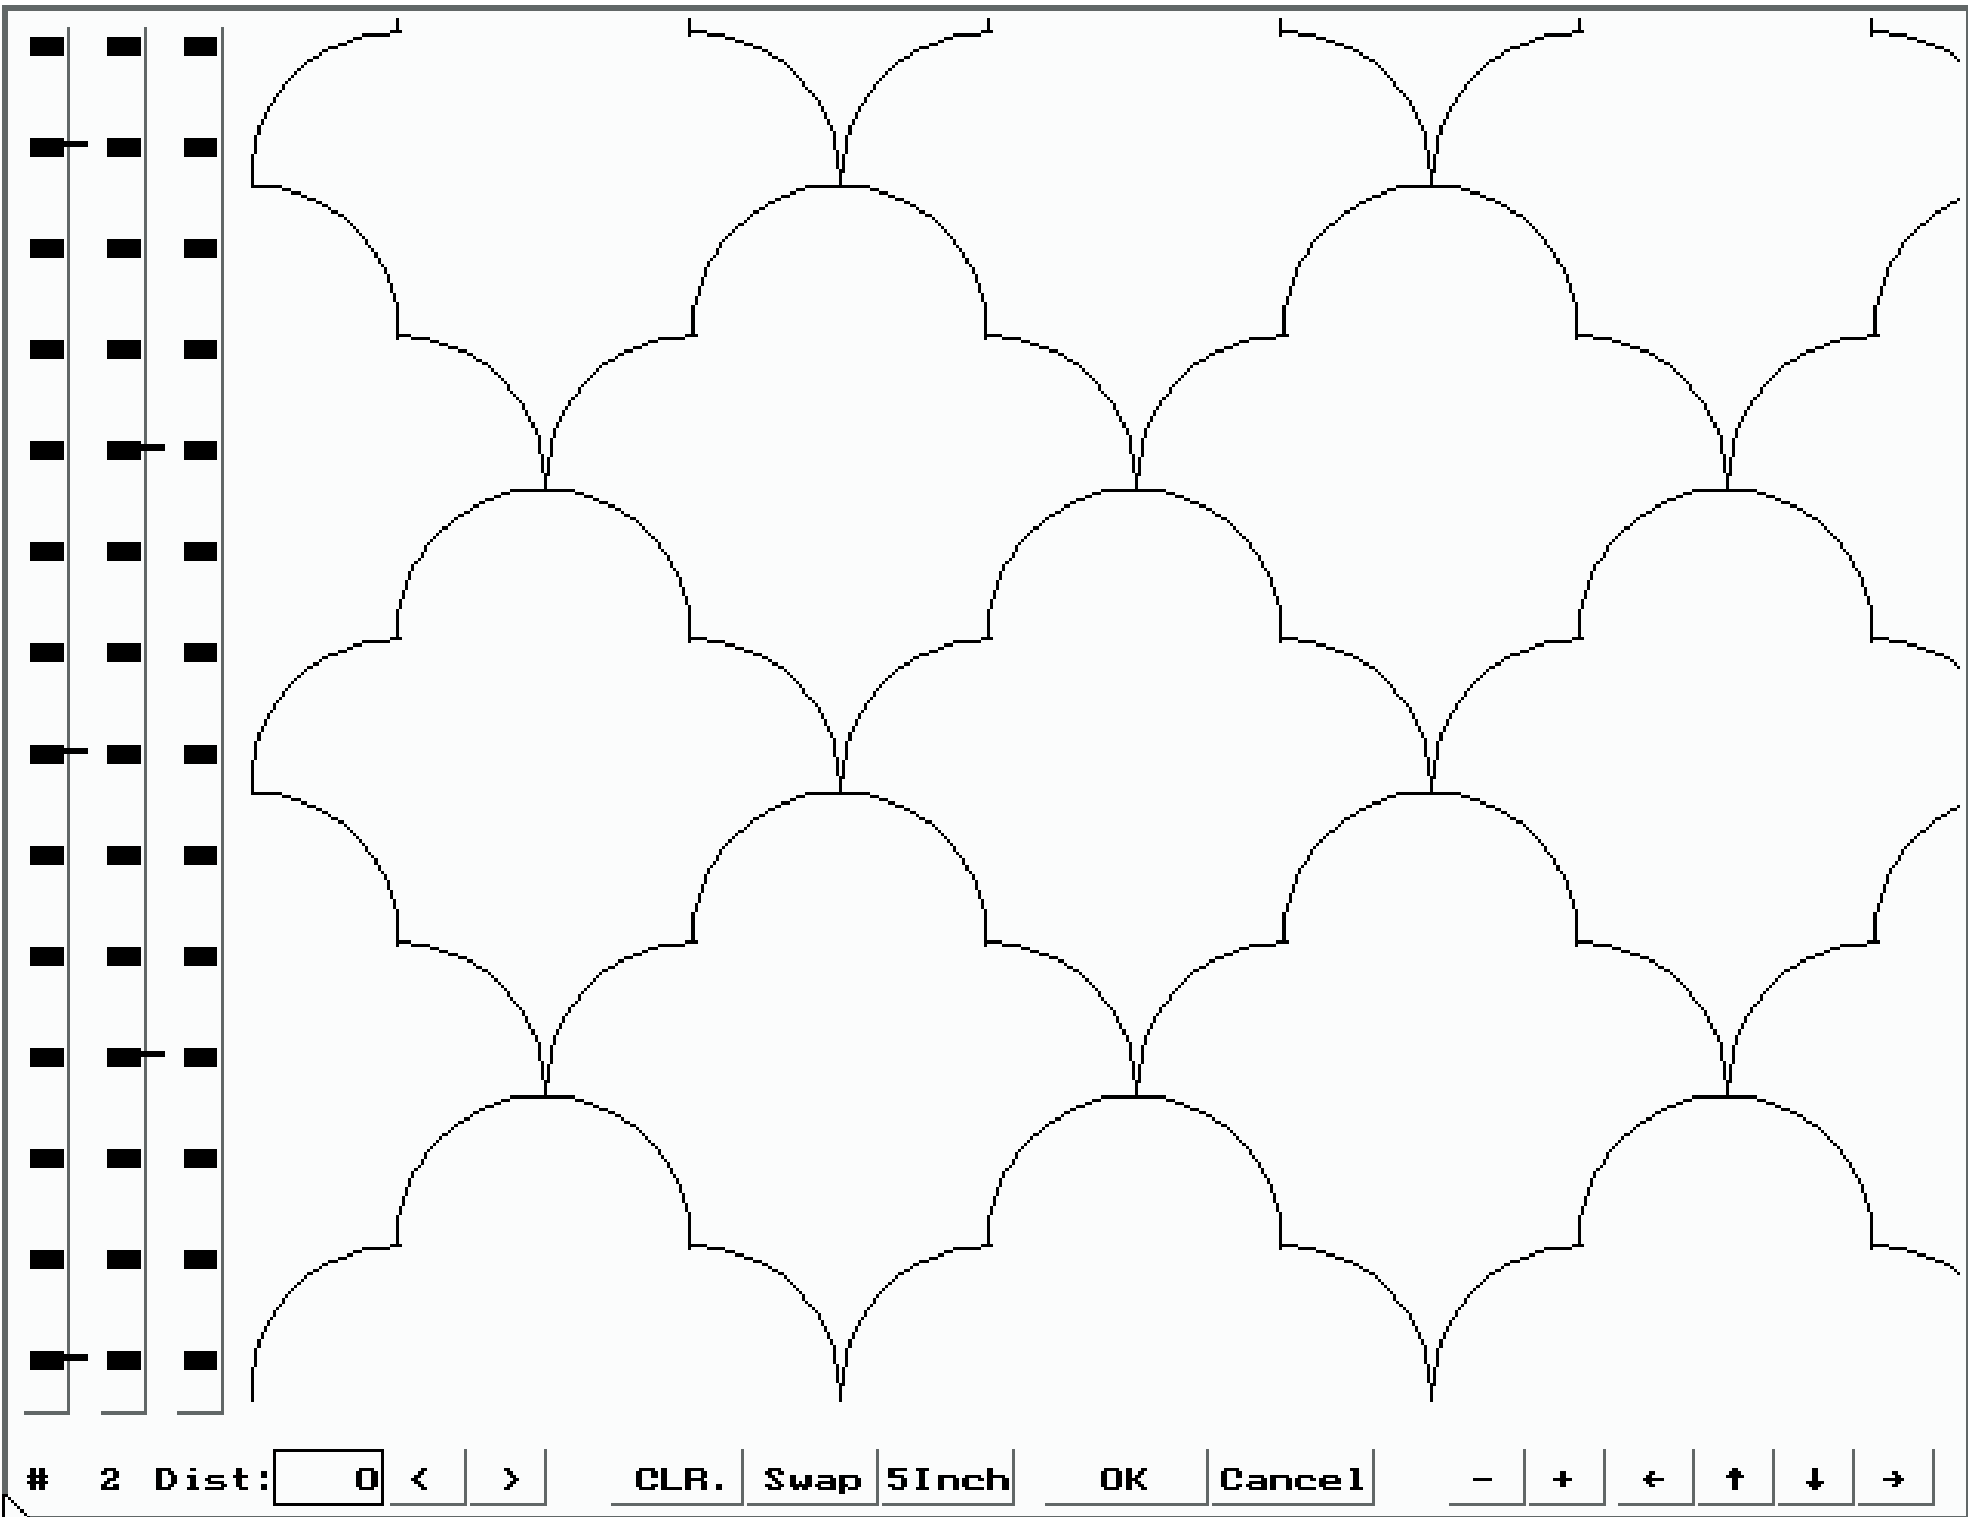 # 2 Dist: 0 < > CLR. Swap 5Inch OK Cancel - + ← ↑ ↓ →